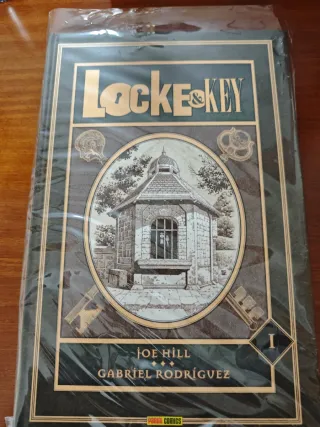 LOCKE & KEY
I
JOE HILL
GABRIEL RODRÍGUEZ
PANINI COMICS